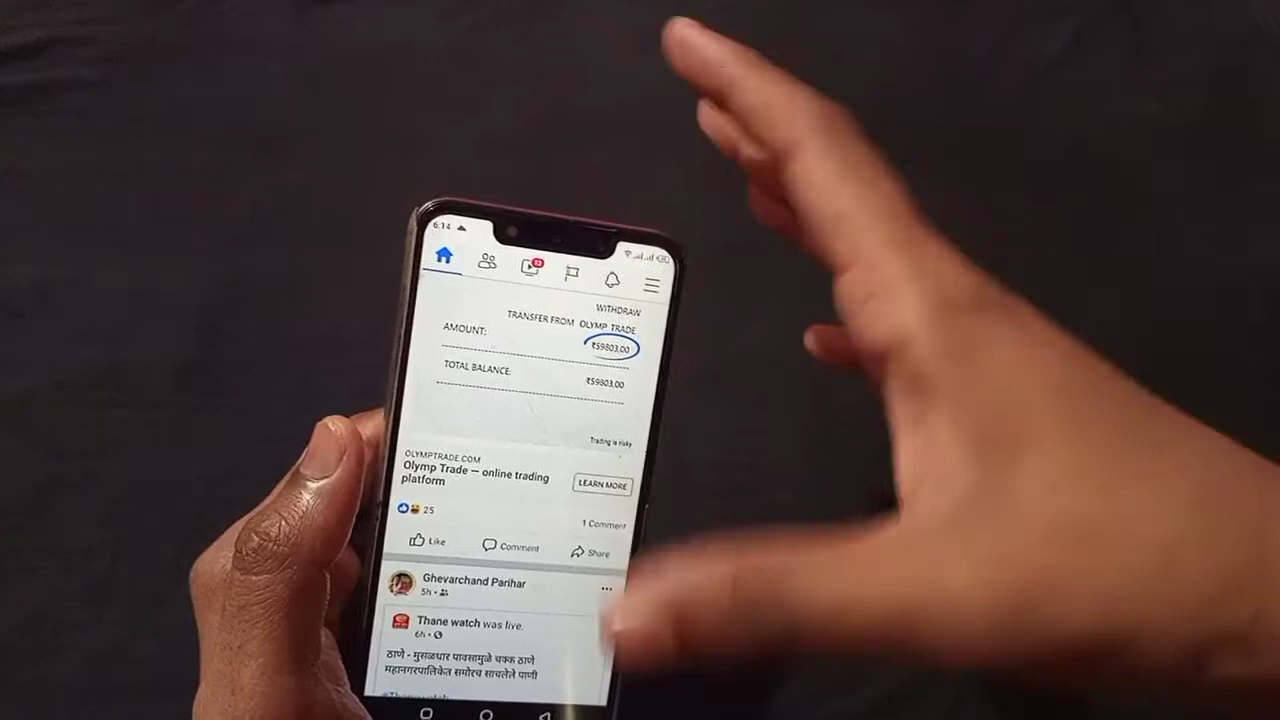 6:14
13
WITHDRAW
TRANSFER FROM OLYMP TRADE
AMOUNT: ₹59803.00
TOTAL BALANCE: ₹59803.00
Trading is risky
OLYMPTRADE.COM
Olymp Trade — online trading
platform
LEARN MORE
25
1 Comment
Like Comment Share
Ghevarchand Parihar
5h
Thane watch was live.
6h
ठाणे - मुसळधार पावसामुळे चक्क ठाणे
महानगरपालिकेत समोरच साचलेले पाणी